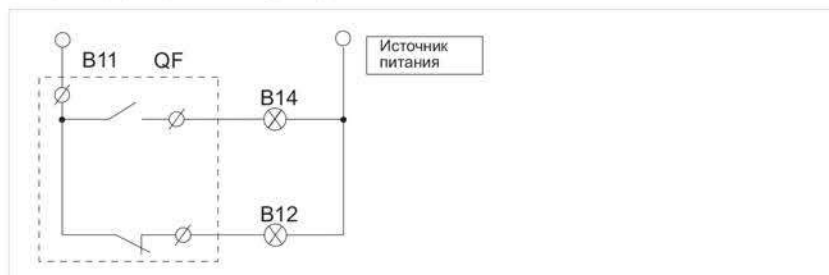 B11 QF
Источник
питания
B14
B12